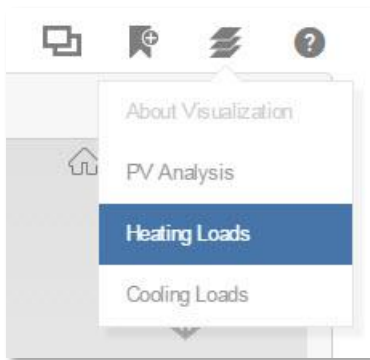 About Visualization
PV Analysis
Heating Loads
Cooling Loads